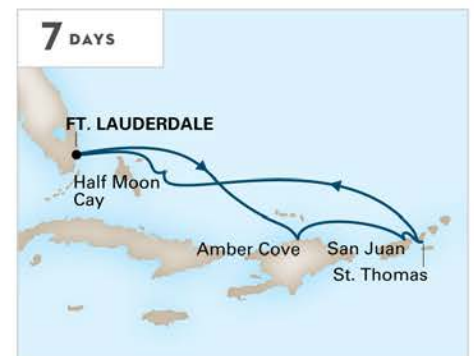 7 DAYS
FT. LAUDERDALE
Half Moon
Cay
Amber Cove
San Juan
St. Thomas